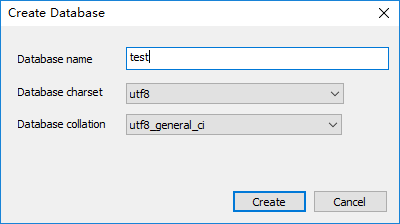 Create Database
Database name test
Database charset utf8
Database collation utf8_general_ci
Create Cancel